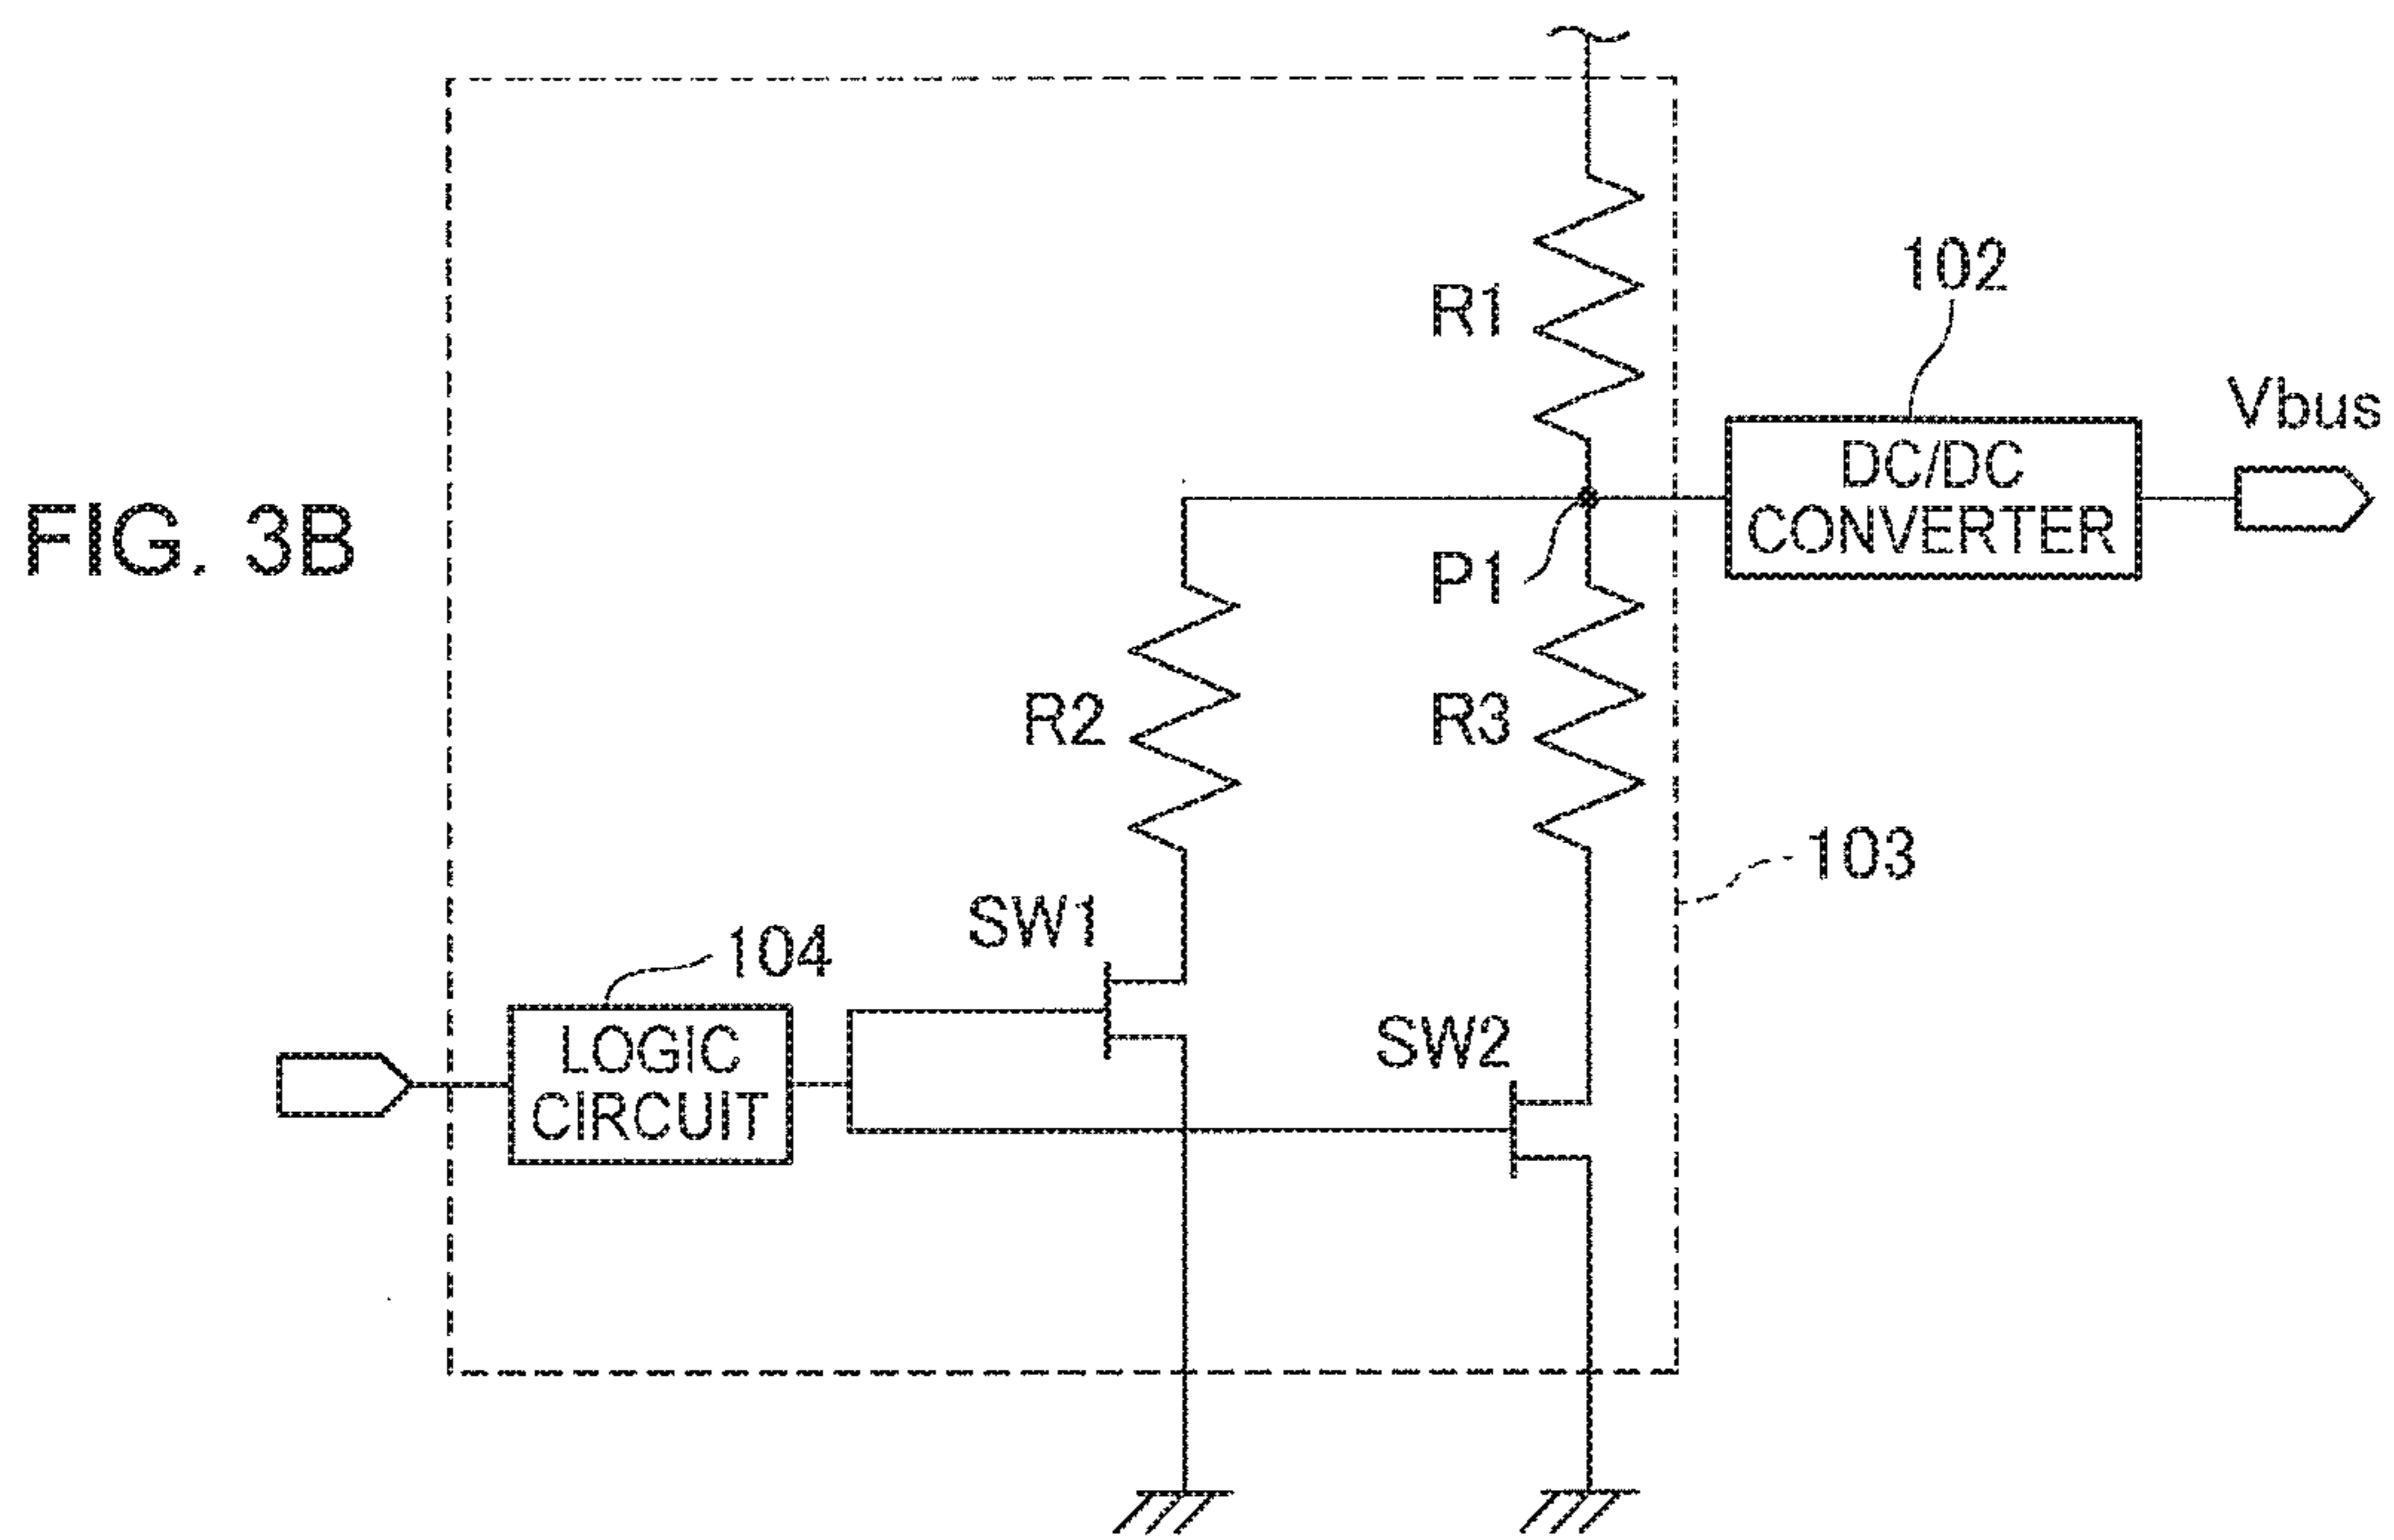 R1
102
Vbus
DC/DC
CONVERTER
FIG. 3B
P1
R2
R3
103
SW1
104
SW2
LOGIC
CIRCUIT